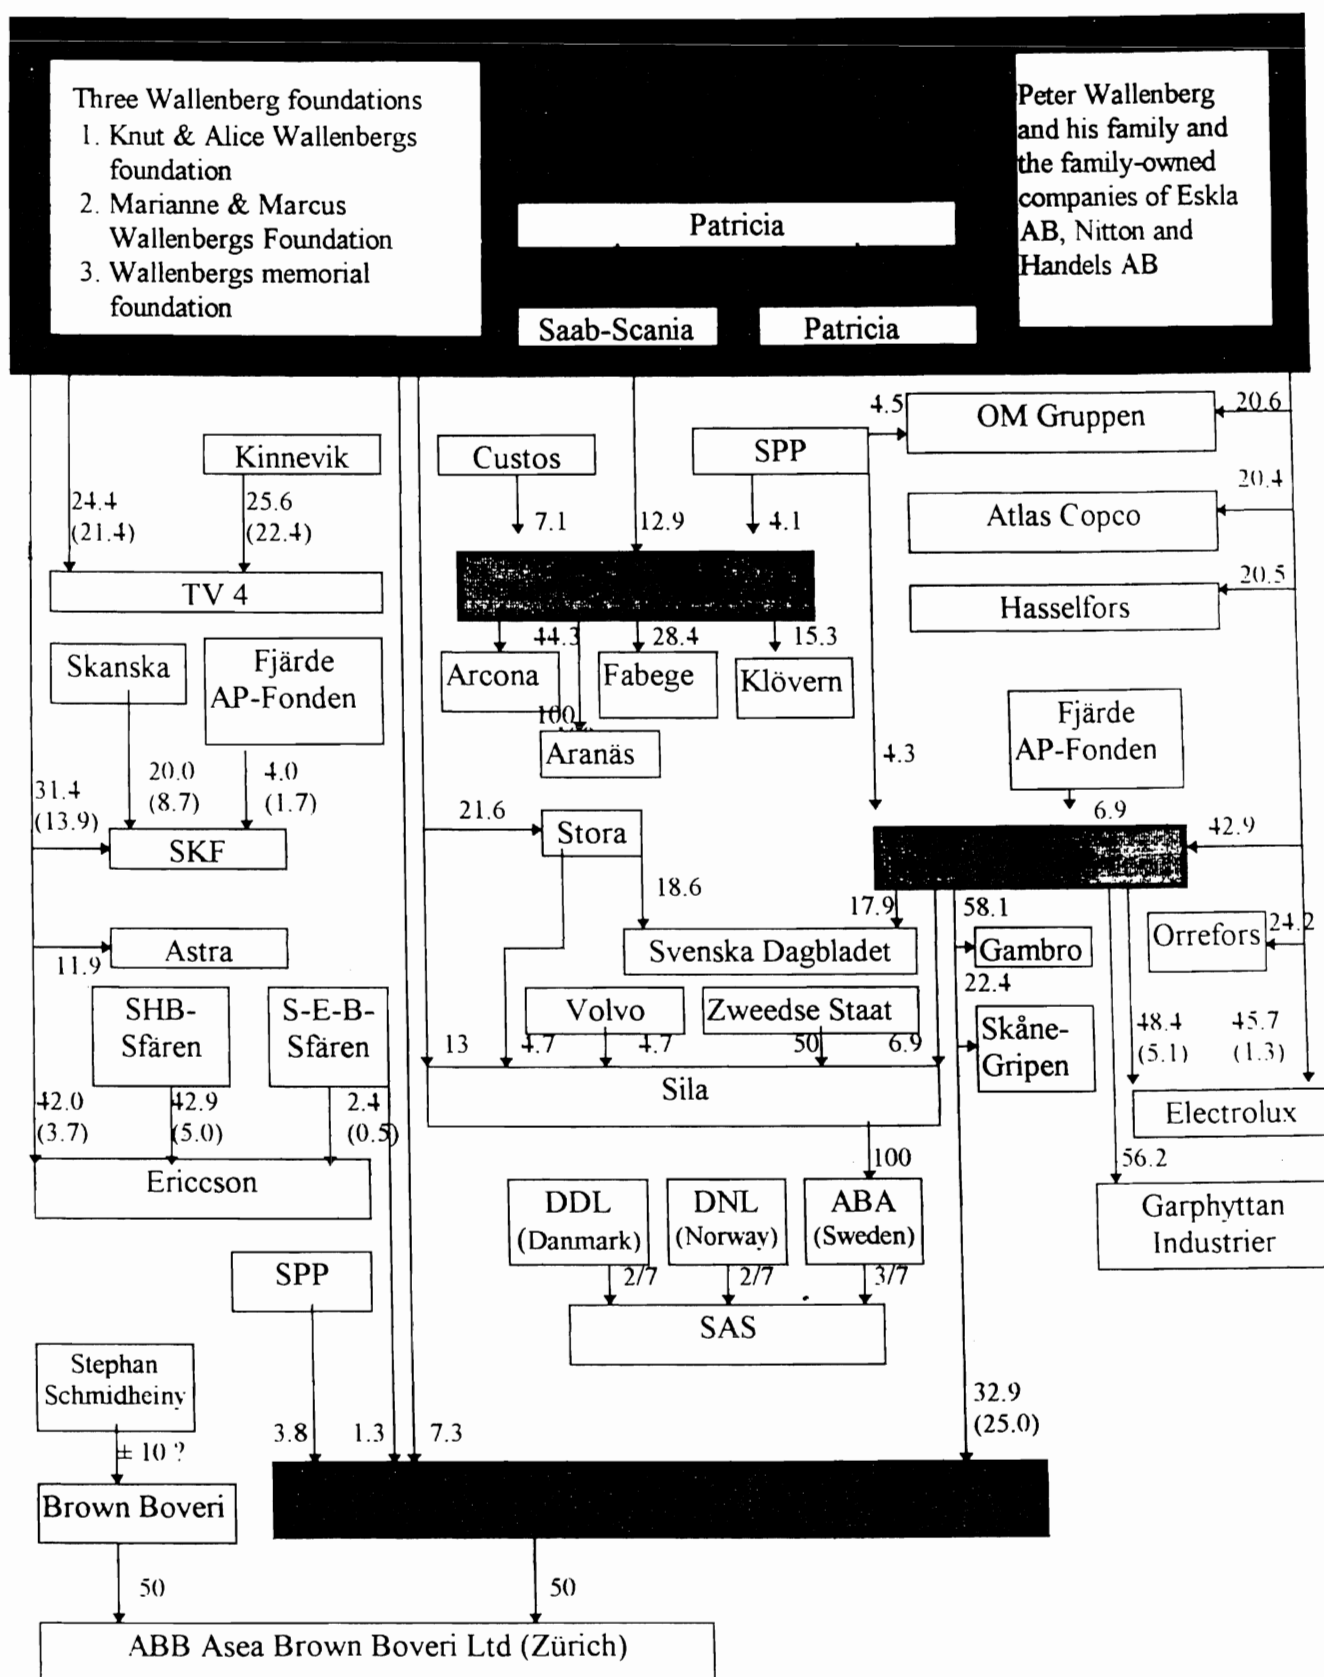 Three Wallenberg foundations
1. Knut & Alice Wallenbergs
foundation
2. Marianne & Marcus
Wallenbergs Foundation
3. Wallenbergs memorial
foundation
Patricia
Saab-Scania
Patricia
Peter Wallenberg
and his family and
the family-owned
companies of Eskla
AB, Nitton and
Handels AB
Kinnevik
24.4
(21.4)
25.6
(22.4)
TV 4
Custos
7.1
12.9
SPP
4.1
4.5
OM Gruppen
20.6
Atlas Copco
20.4
Hasselfors
20.5
44.3
28.4
15.3
Arcona
Fabege
Klövern
100
Aranäs
Skanska
Fjärde
AP-Fonden
31.4
(13.9)
20.0
(8.7)
4.0
(1.7)
SKF
21.6
Stora
18.6
4.3
Fjärde
AP-Fonden
6.9
42.9
17.9
58.1
Svenska Dagbladet
Gambro
22.4
Orrefors
24.2
Astra
11.9
SHB-
Sfären
S-E-B-
Sfären
Volvo
Zweedse Staat
Skåne-
Gripen
48.4
(5.1)
45.7
(1.3)
13
4.7
4.7
50
6.9
Sila
Electrolux
42.0
(3.7)
42.9
(5.0)
2.4
(0.5)
Ericcson
100
56.2
DDL
(Danmark)
DNL
(Norway)
ABA
(Sweden)
Garphyttan
Industrier
2/7
2/7
3/7
SAS
SPP
Stephan
Schmidheiny
± 10 ?
3.8
1.3
7.3
32.9
(25.0)
Brown Boveri
50
50
ABB Asea Brown Boveri Ltd (Zürich)